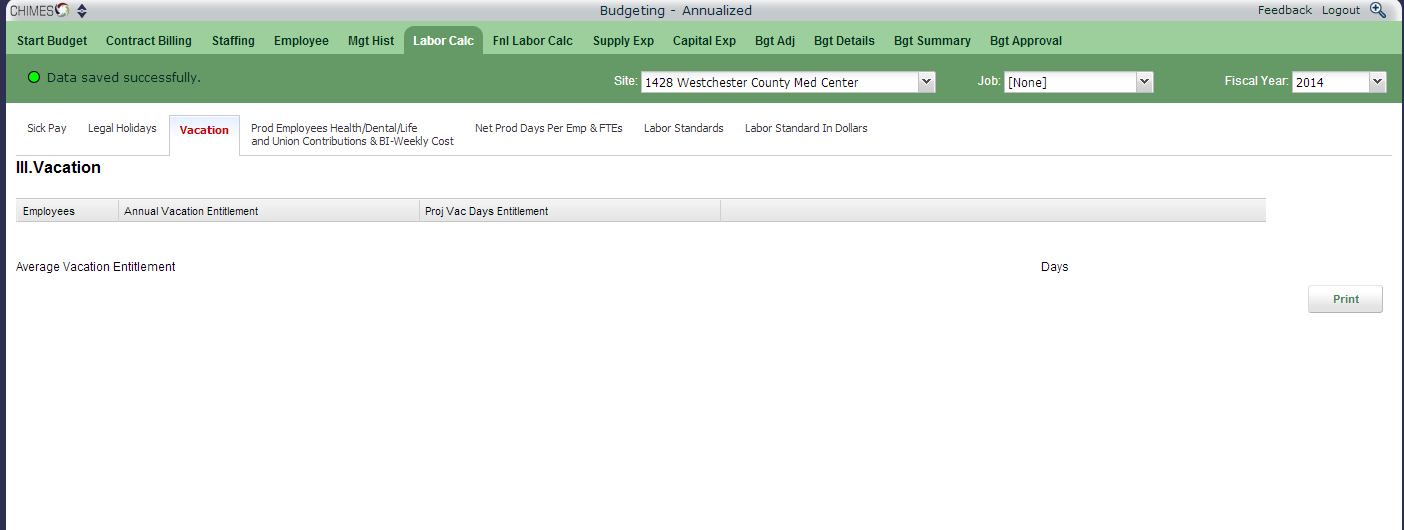 CHIMES Budgeting - Annualized Feedback Logout
Start Budget Contract Billing Staffing Employee Mgt Hist Labor Calc Fnl Labor Calc Supply Exp Capital Exp Bgt Adj Bgt Details Bgt Summary Bgt Approval
Data saved successfully. Site: 1428 Westchester County Med Center Job: [None] Fiscal Year: 2014
Sick Pay Legal Holidays Vacation Prod Employees Health/Dental/Life Net Prod Days Per Emp & FTEs Labor Standards Labor Standard In Dollars
and Union Contributions & BI-Weekly Cost
III.Vacation
Employees Annual Vacation Entitlement Proj Vac Days Entitlement
Average Vacation Entitlement Days
Print